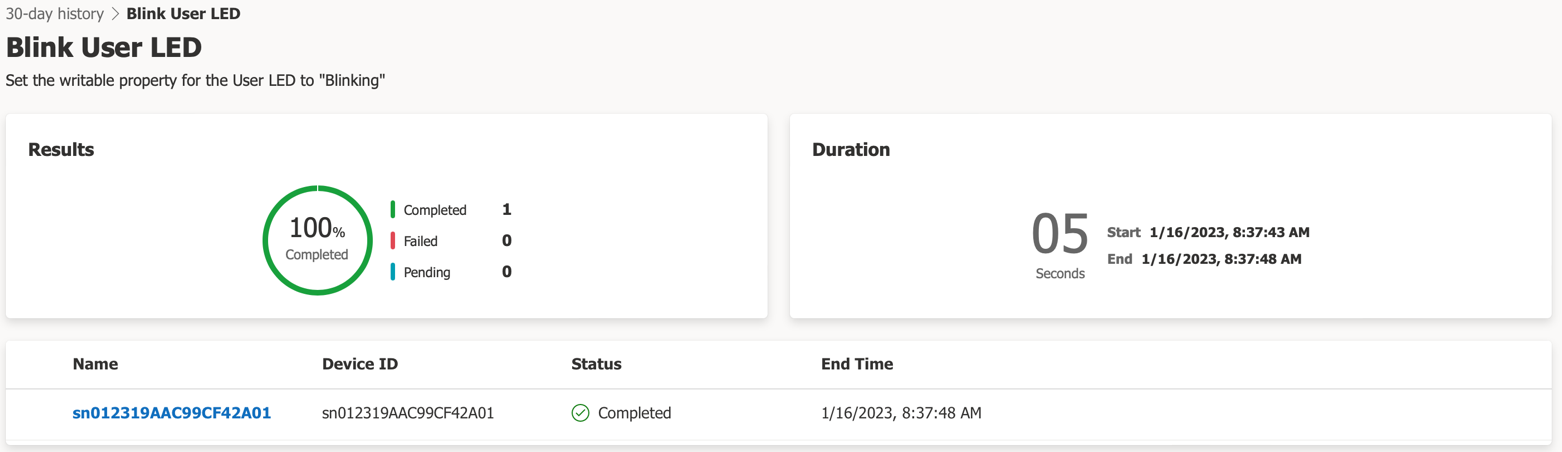 30-day history > Blink User LED
Blink User LED
Set the writable property for the User LED to "Blinking"
Results
100%
Completed
Completed 1
Failed 0
Pending 0
Duration
05
Seconds
Start 1/16/2023, 8:37:43 AM
End 1/16/2023, 8:37:48 AM
Name Device ID Status End Time
sn012319AAC99CF42A01 sn012319AAC99CF42A01 Completed 1/16/2023, 8:37:48 AM